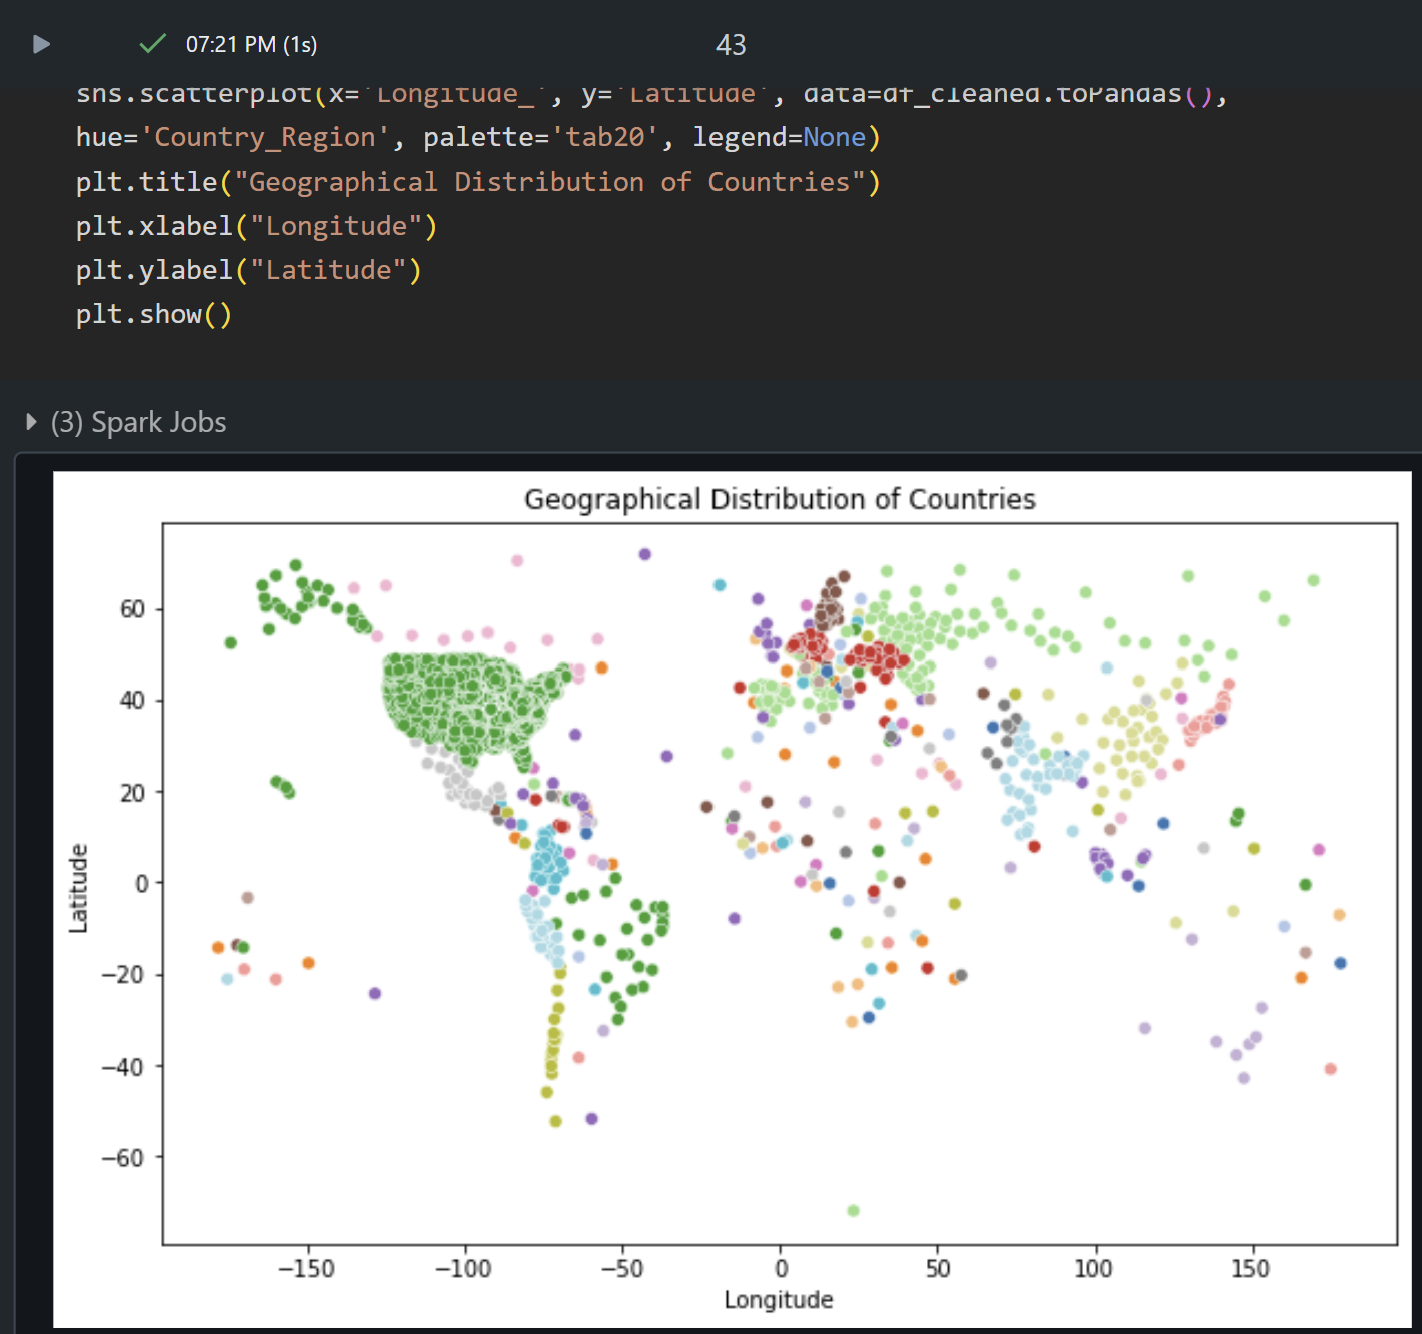 07:21 PM (1s)
43
sns.scatterplot(x='Longitude_', y='Latitude', data=df_cleaned.toPandas(),
hue='Country_Region', palette='tab20', legend=None)
plt.title("Geographical Distribution of Countries")
plt.xlabel("Longitude")
plt.ylabel("Latitude")
plt.show()
(3) Spark Jobs
Geographical Distribution of Countries
60
40
20
0
−20
−40
−60
Latitude
−150 −100 −50 0 50 100 150
Longitude